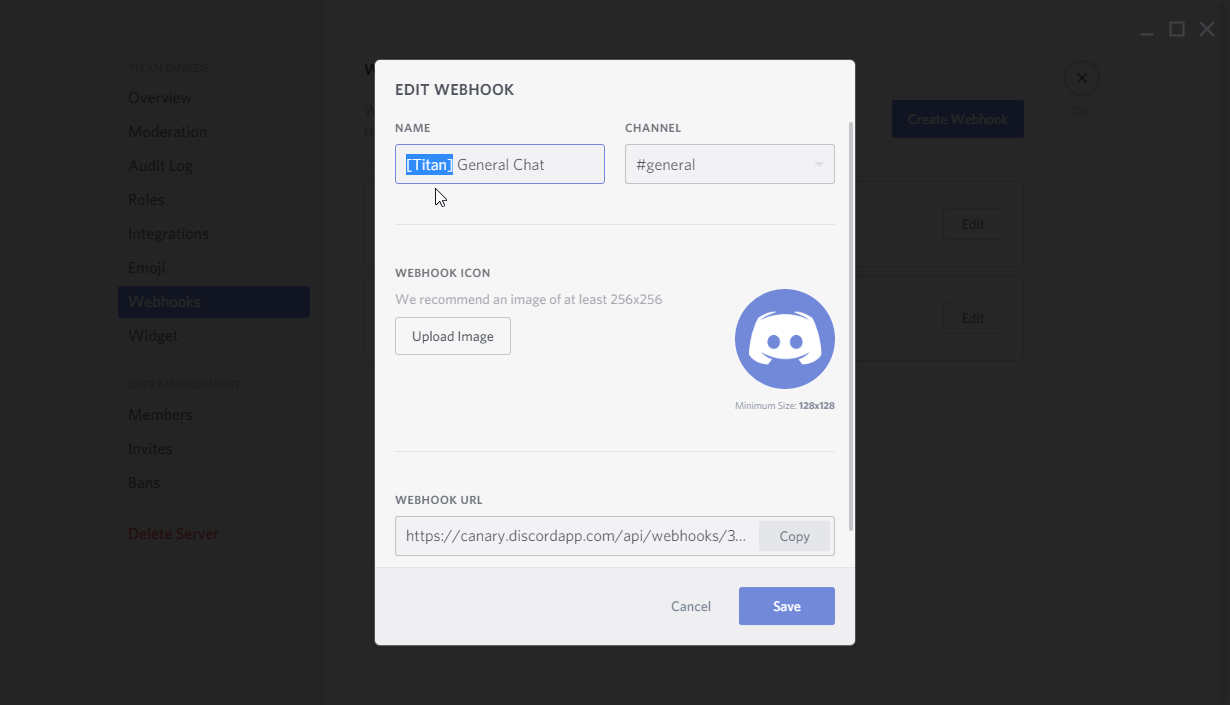 TITAN EMBEDS
Overview
Moderation
Audit Log
Roles
Integrations
Emoji
Webhooks
Widget
USER MANAGEMENT
Members
Invites
Bans
Delete Server
EDIT WEBHOOK
NAME
CHANNEL
[Titan] General Chat
#general
WEBHOOK ICON
We recommend an image of at least 256x256
Upload Image
Minimum Size: 128x128
WEBHOOK URL
https://canary.discordapp.com/api/webhooks/3...
Copy
Cancel
Save
Create Webhook
ESC
Edit
Edit